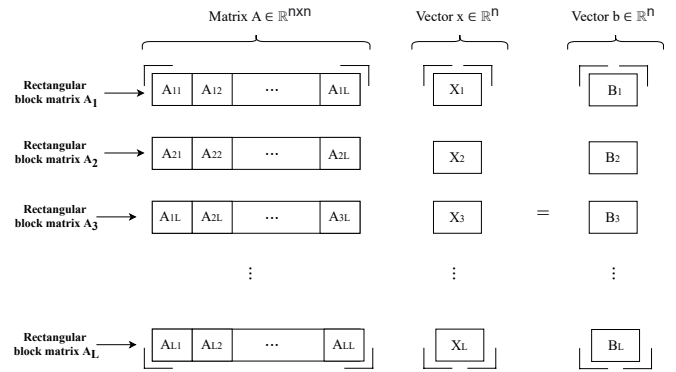 Matrix A ∈ ℝⁿˣⁿ Vector x ∈ ℝⁿ Vector b ∈ ℝⁿ
Rectangular
block matrix A₁
A₁₁ A₁₂ ⋯ A₁L X₁ B₁
Rectangular
block matrix A₂
A₂₁ A₂₂ ⋯ A₂L X₂ B₂
Rectangular
block matrix A₃
A₁L A₂L ⋯ A₃L X₃ = B₃
⋮ ⋮ ⋮
Rectangular
block matrix AL
AL₁ AL₂ ⋯ ALL XL BL